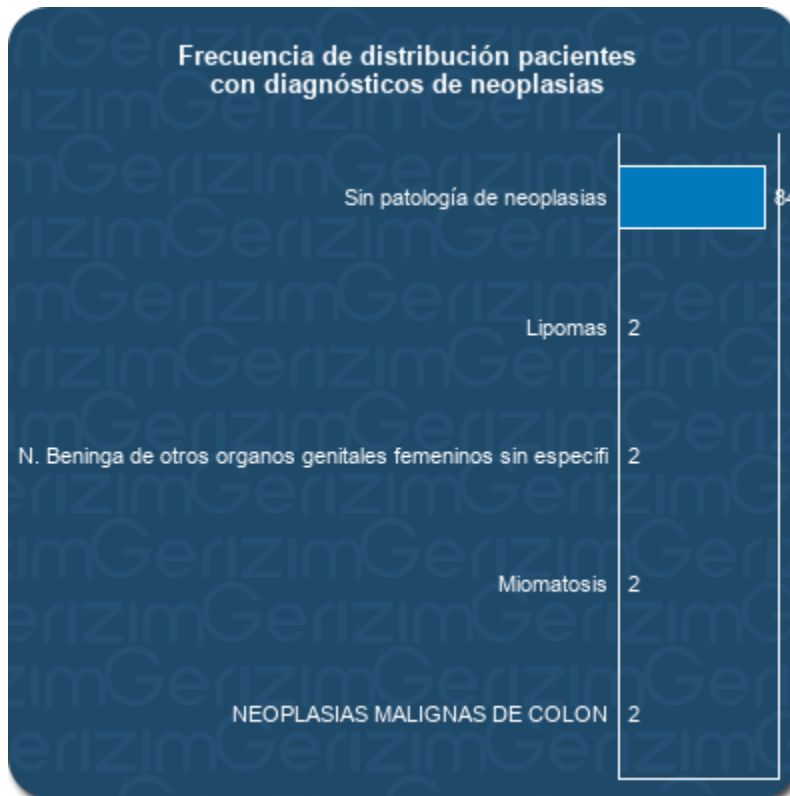 Frecuencia de distribución pacientes
con diagnósticos de neoplasias
Sin patología de neoplasias
Lipomas 2
N. Beninga de otros organos genitales femeninos sin especifi 2
Miomatosis 2
NEOPLASIAS MALIGNAS DE COLON 2